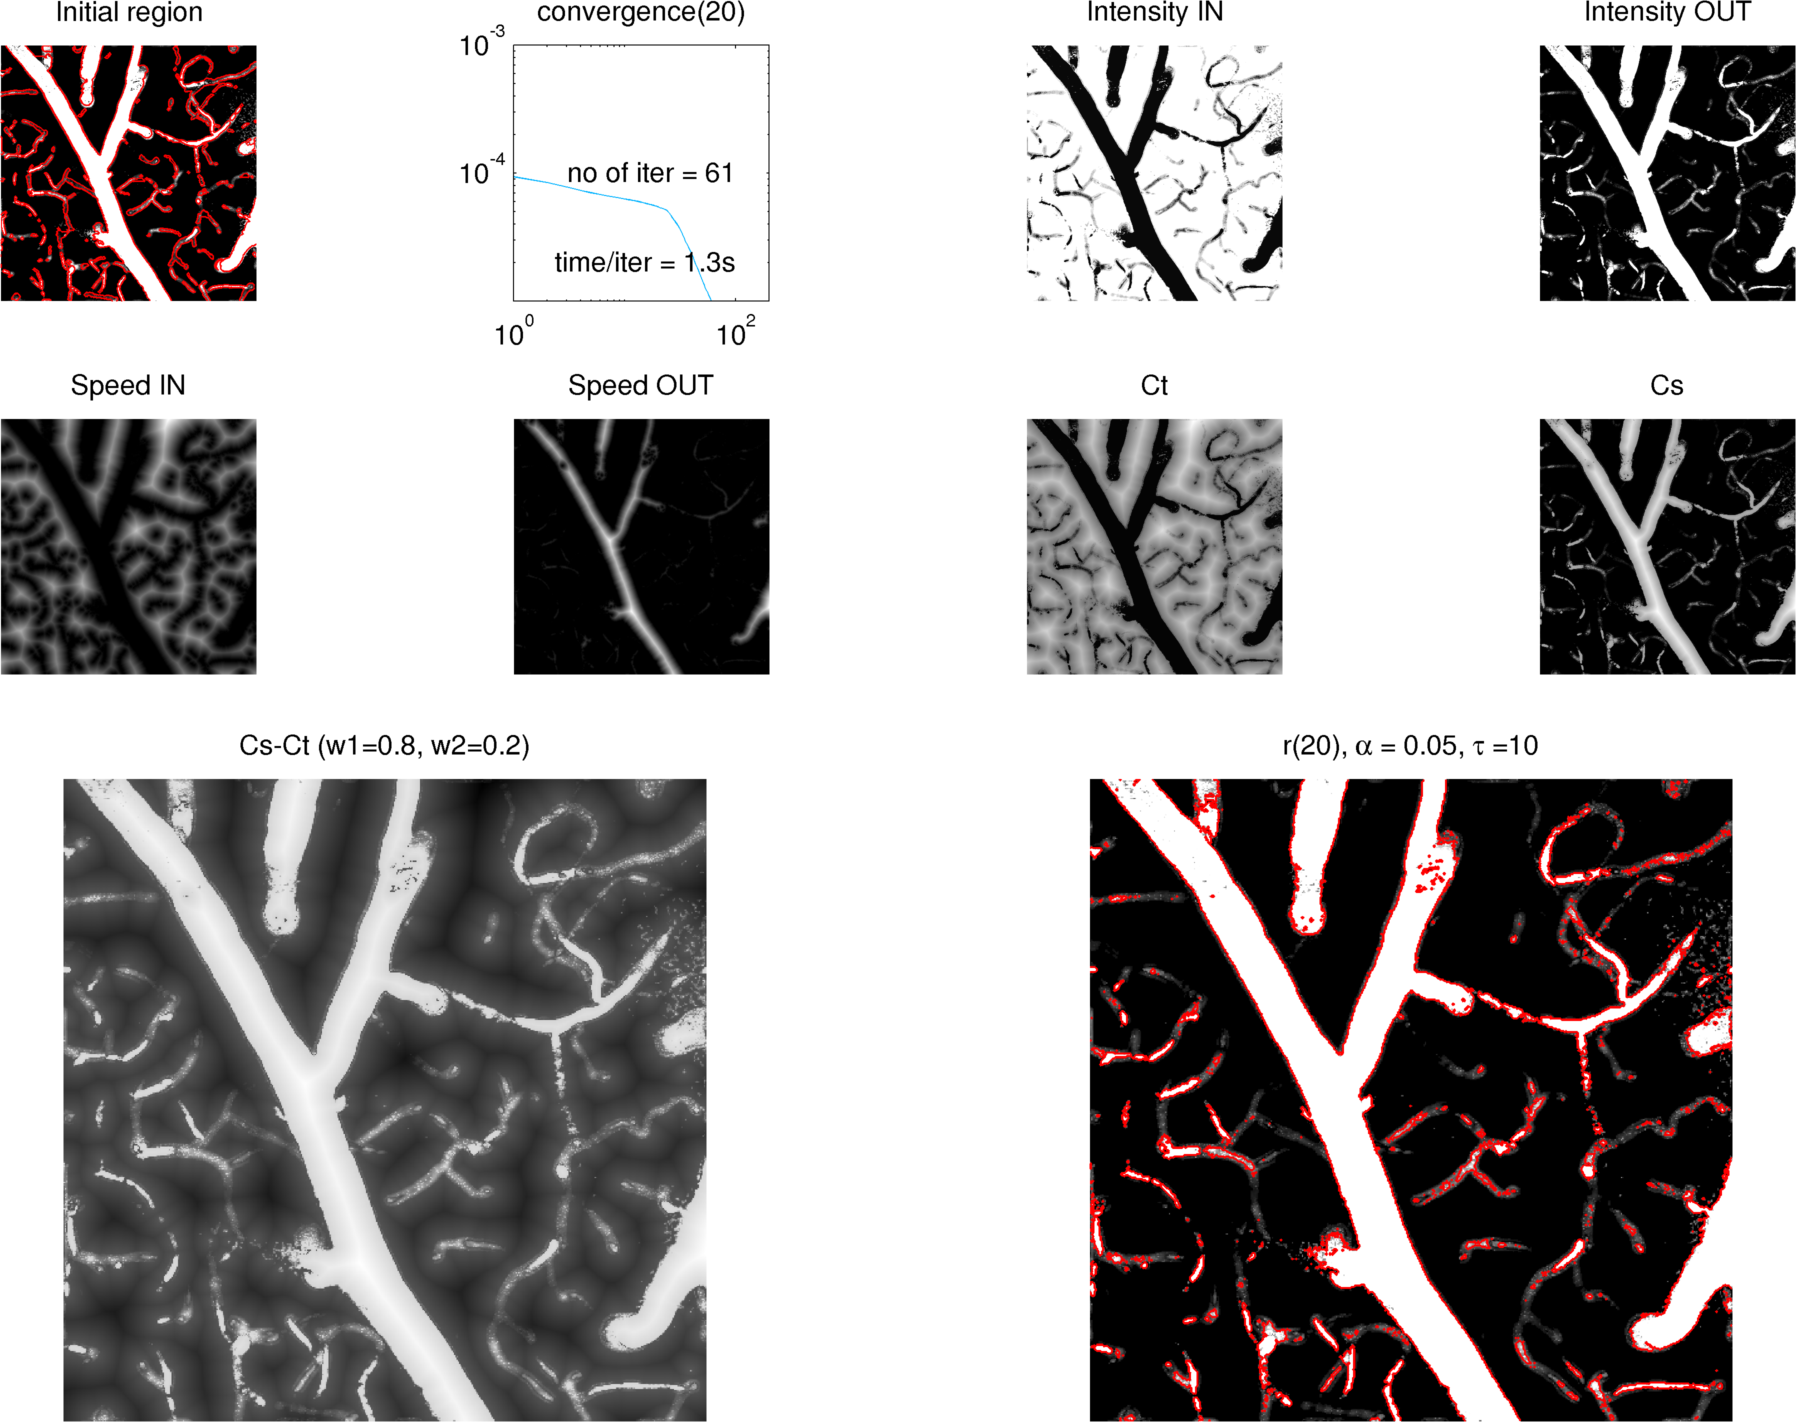 Initial region
convergence(20)
Intensity IN
Intensity OUT
10^-3
10^-4
no of iter = 61
time/iter = 1.3s
10^0
10^2
Speed IN
Speed OUT
Ct
Cs
Cs-Ct (w1=0.8, w2=0.2)
r(20), α = 0.05, τ =10